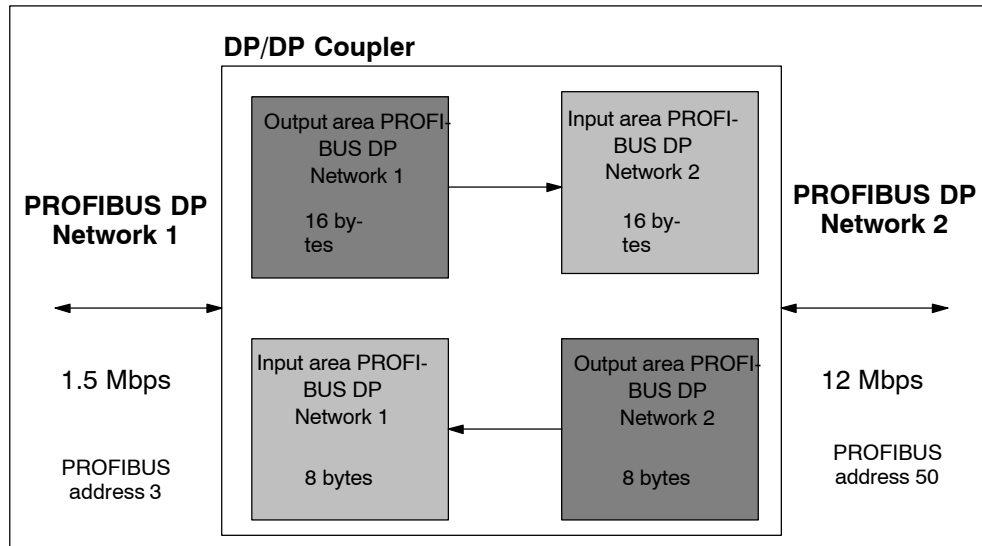 DP/DP Coupler
PROFIBUS DP
Network 1
1.5 Mbps
PROFIBUS
address 3
Output area PROFI-
BUS DP
Network 1
16 by-
tes
Input area PROFI-
BUS DP
Network 2
16 by-
tes
Input area PROFI-
BUS DP
Network 1
8 bytes
Output area PROFI-
BUS DP
Network 2
8 bytes
PROFIBUS DP
Network 2
12 Mbps
PROFIBUS
address 50